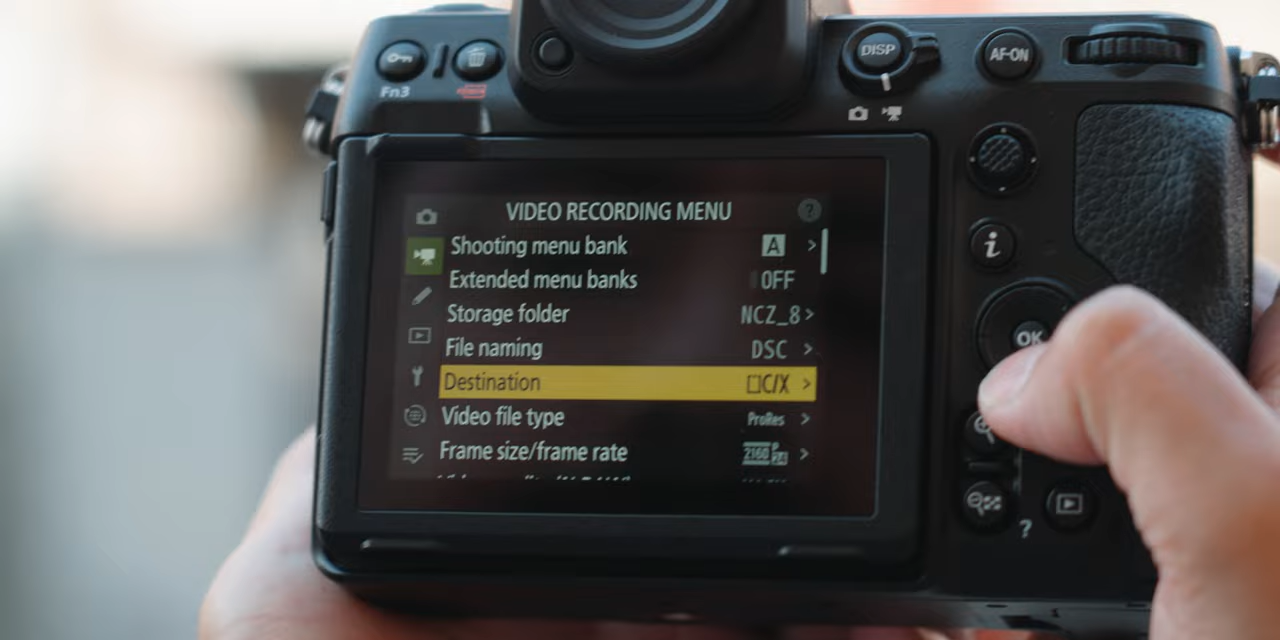 DISP
AF-ON
Fn3
VIDEO RECORDING MENU ?
Shooting menu bank A >
Extended menu banks OFF
Storage folder NCZ_8 >
File naming DSC >
Destination C/X >
Video file type ProRes >
Frame size/frame rate 2160 >
i
OK
?